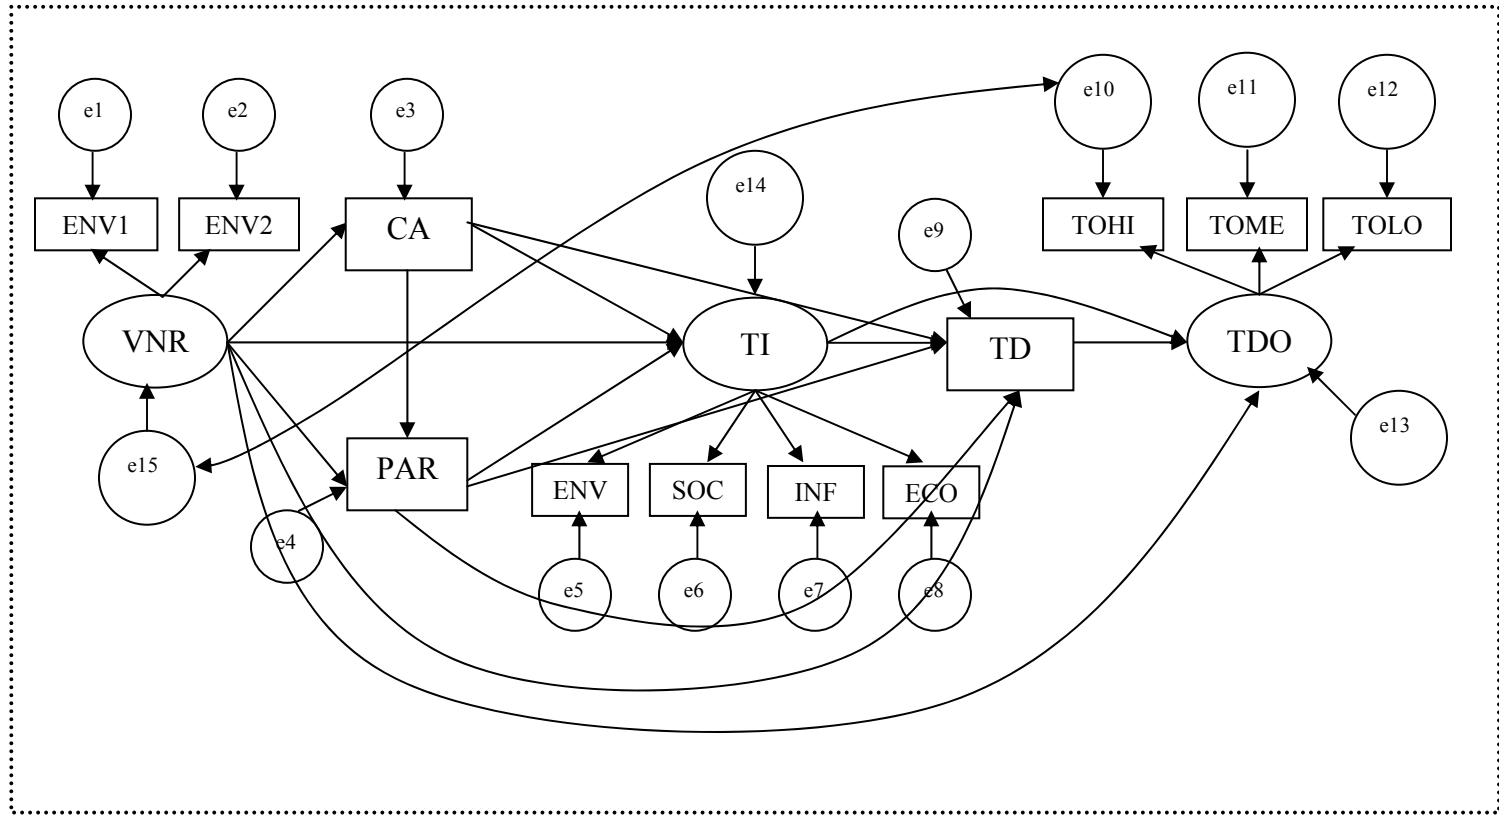 e1
e2
e3
e10
e11
e12
e14
e9
ENV1
ENV2
CA
TOHI
TOME
TOLO
VNR
TI
TD
TDO
e15
PAR
e13
ENV
SOC
INF
ECO
e4
e5
e6
e7
e8